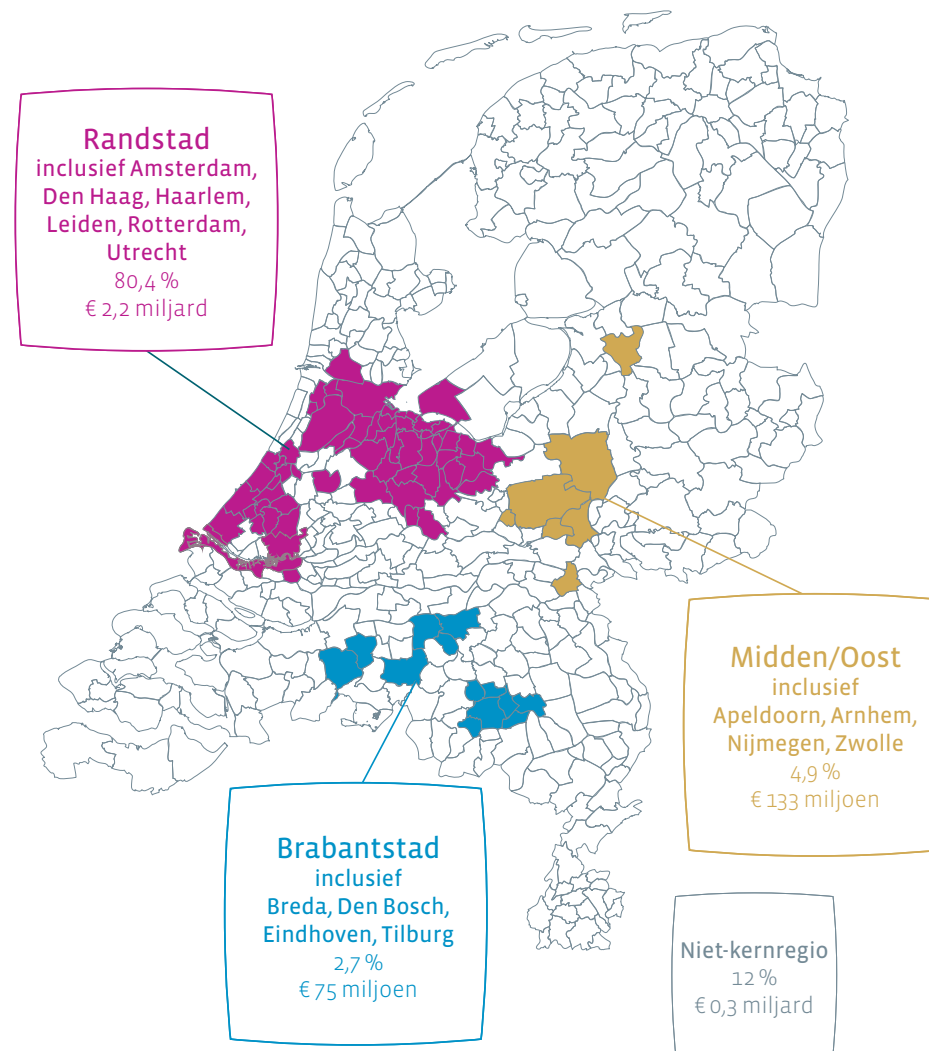 Randstad
inclusief Amsterdam,
Den Haag, Haarlem,
Leiden, Rotterdam,
Utrecht
80,4 %
€ 2,2 miljard
Midden/Oost
inclusief
Apeldoorn, Arnhem,
Nijmegen, Zwolle
4,9 %
€ 133 miljoen
Brabantstad
inclusief
Breda, Den Bosch,
Eindhoven, Tilburg
2,7 %
€ 75 miljoen
Niet-kernregio
12 %
€ 0,3 miljard